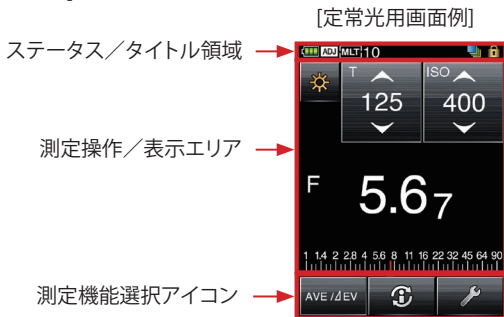 [定常光用画面例]
ステータス／タイトル領域
ADJ MLT 10
T ISO
125 400
測定操作／表示エリア
F 5.6 7
1 1.4 2 2.8 4 5.6 8 11 16 22 32 45 64 90
測定機能選択アイコン
AVE/⊿EV